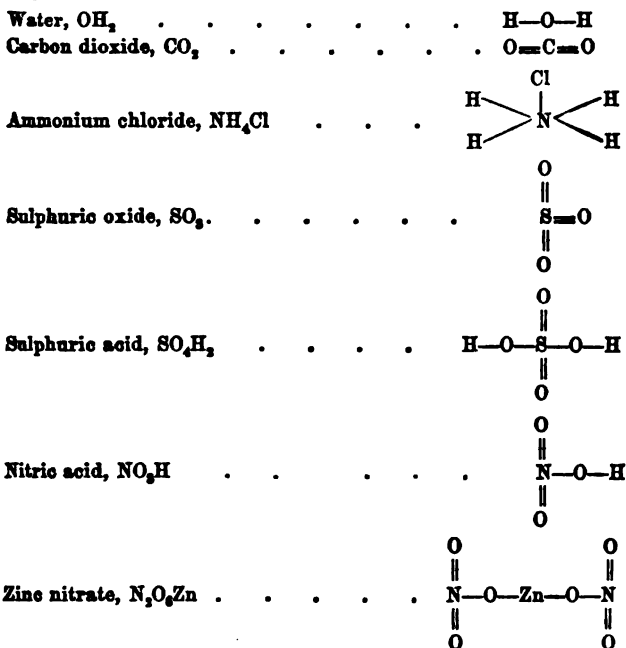 Water, OH₂ . . . . . . . H—O—H
Carbon dioxide, CO₂ . . . . . . O=C=O
Cl
H H
Ammonium chloride, NH₄Cl . . . N
H H
O
||
Sulphuric oxide, SO₃. . . . . . S=O
||
O
O
||
Sulphuric acid, SO₄H₂ . . . . H—O—S—O—H
||
O
O
||
Nitric acid, NO₃H . . . . . N—O—H
||
O
O O
|| ||
Zinc nitrate, N₂O₆Zn . . . . . N—O—Zn—O—N
|| ||
O O